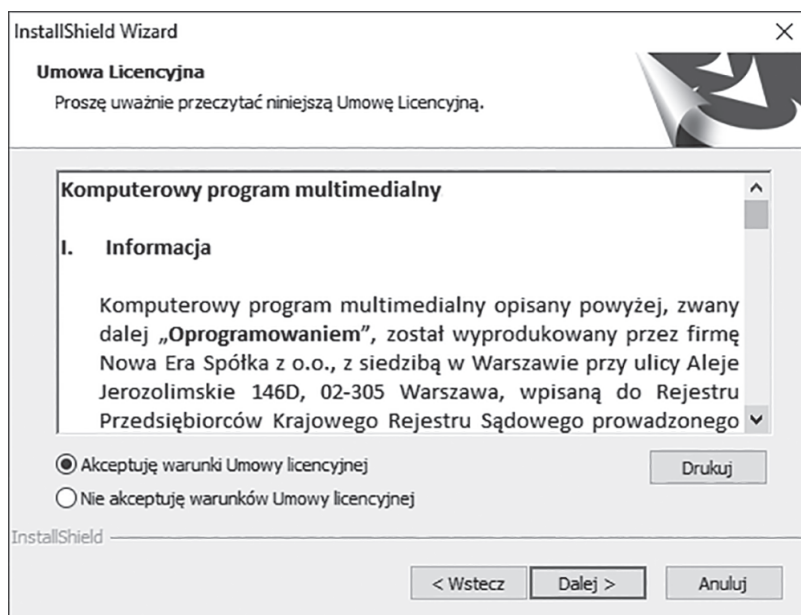 InstallShield Wizard
Umowa Licencyjna
Proszę uważnie przeczytać niniejszą Umowę Licencyjną.
Komputerowy program multimedialny
I. Informacja
Komputerowy program multimedialny opisany powyżej, zwany
dalej „Oprogramowaniem”, został wyprodukowany przez firmę
Nowa Era Spółka z o.o., z siedzibą w Warszawie przy ulicy Aleje
Jerozolimskie 146D, 02-305 Warszawa, wpisaną do Rejestru
Przedsiębiorców Krajowego Rejestru Sądowego prowadzonego
Akceptuję warunki Umowy licencyjnej
Drukuj
Nie akceptuję warunków Umowy licencyjnej
InstallShield
< Wstecz Dalej > Anuluj